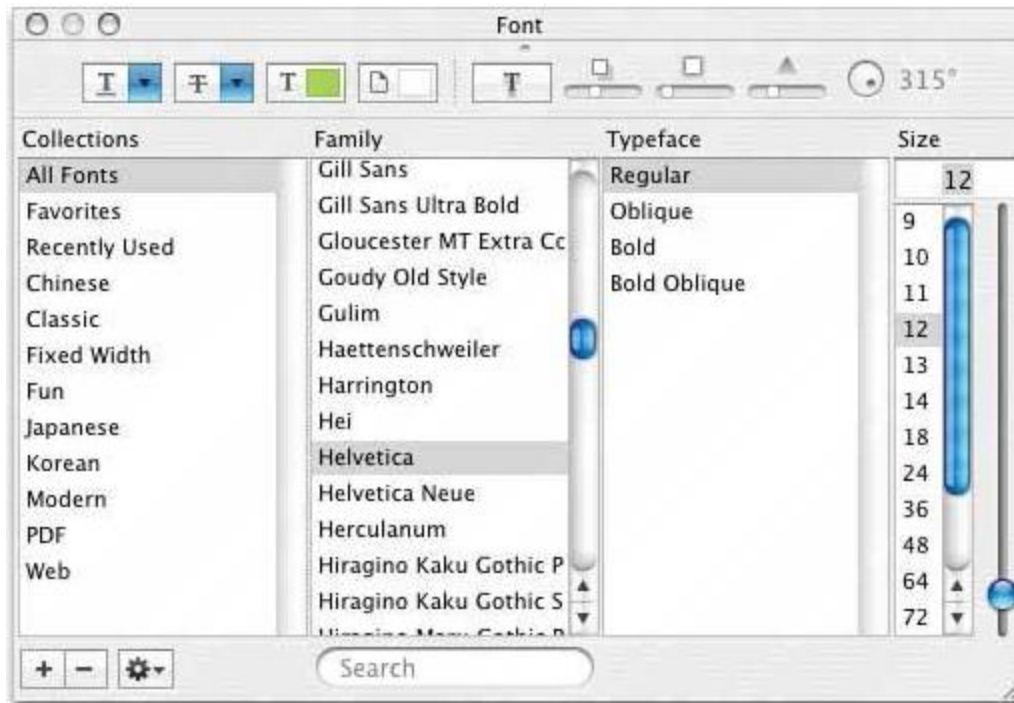 Font
T T T T 315°
Collections Family Typeface Size
All Fonts
Favorites
Recently Used
Chinese
Classic
Fixed Width
Fun
Japanese
Korean
Modern
PDF
Web
Gill Sans
Gill Sans Ultra Bold
Gloucester MT Extra Cc
Goudy Old Style
Gulim
Haettenschweiler
Harrington
Hei
Helvetica
Helvetica Neue
Herculanum
Hiragino Kaku Gothic P
Hiragino Kaku Gothic S
Regular
Oblique
Bold
Bold Oblique
12
9
10
11
12
13
14
18
24
36
48
64
72
+ −
Search